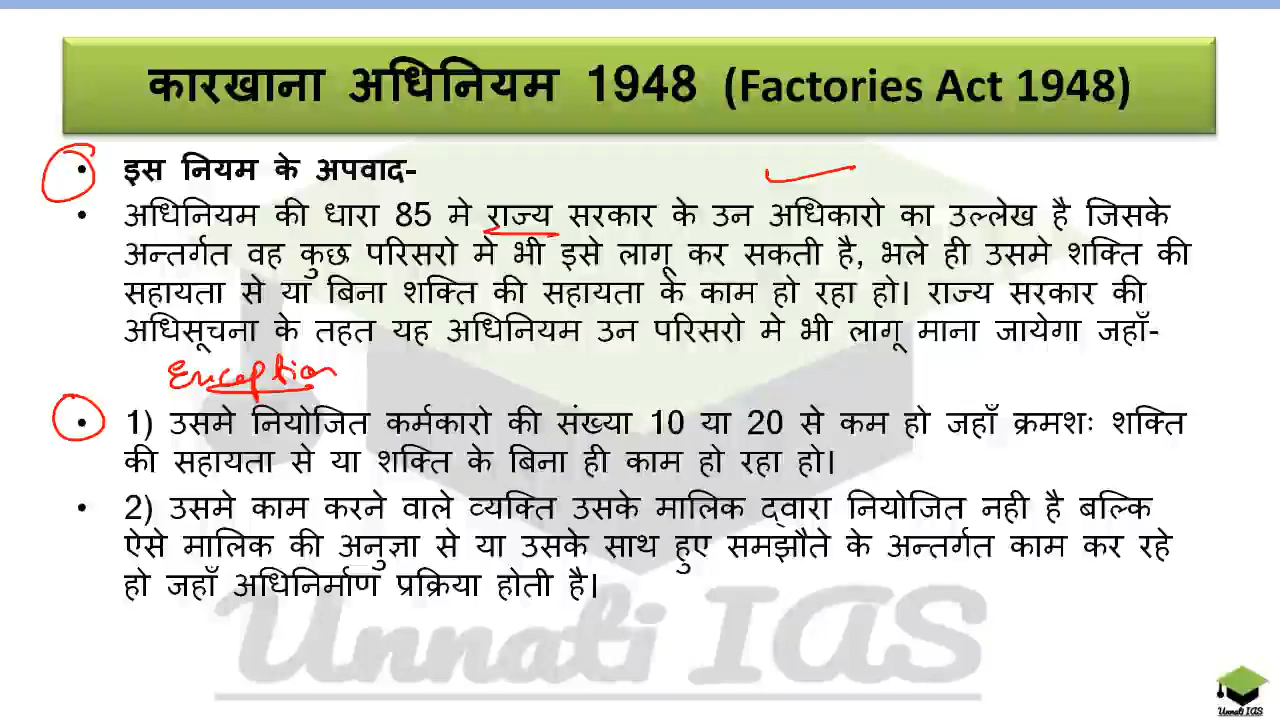 कारखाना अधिनियम 1948 (Factories Act 1948)
• इस नियम के अपवाद-
• अधिनियम की धारा 85 मे राज्य सरकार के उन अधिकारो का उल्लेख है जिसके
अन्तर्गत वह कुछ परिसरो मे भी इसे लागू कर सकती है, भले ही उसमे शक्ति की
सहायता से या बिना शक्ति की सहायता के काम हो रहा हो। राज्य सरकार की
अधिसूचना के तहत यह अधिनियम उन परिसरो मे भी लागू माना जायेगा जहाँ-
Exception
• 1) उसमे नियोजित कर्मकारो की संख्या 10 या 20 से कम हो जहाँ क्रमशः शक्ति
की सहायता से या शक्ति के बिना ही काम हो रहा हो।
• 2) उसमे काम करने वाले व्यक्ति उसके मालिक द्वारा नियोजित नही है बल्कि
ऐसे मालिक की अनुज्ञा से या उसके साथ हुए समझौते के अन्तर्गत काम कर रहे
हो जहाँ अधिनिर्माण प्रक्रिया होती है।
Unnati IAS
Unnati IAS